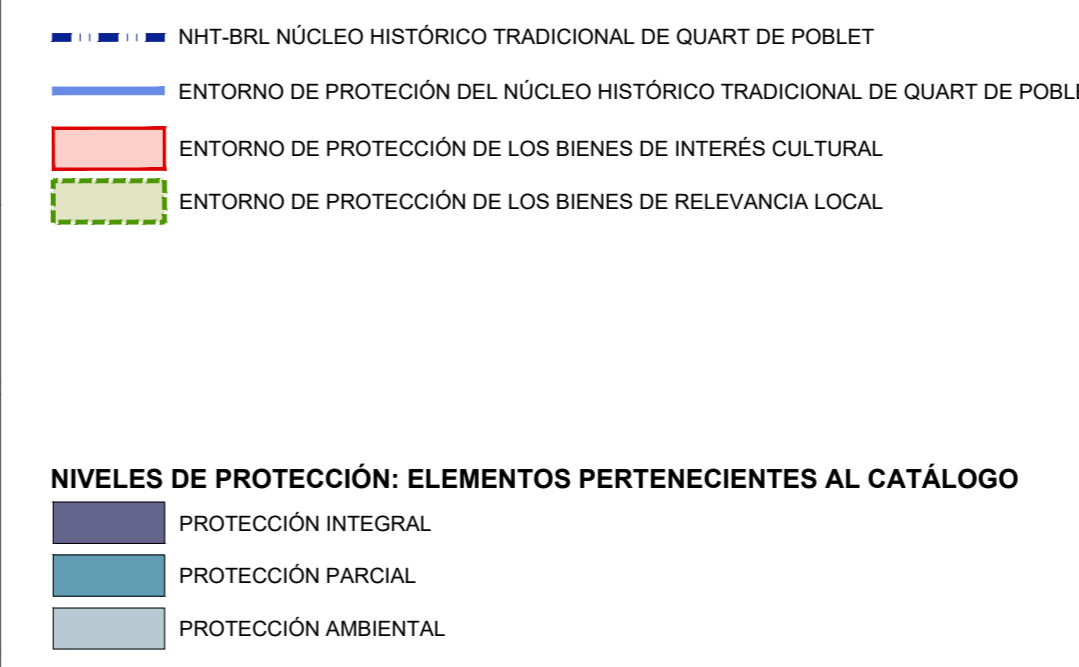 NHT-BRL NÚCLEO HISTÓRICO TRADICIONAL DE QUART DE POBLET
ENTORNO DE PROTECIÓN DEL NÚCLEO HISTÓRICO TRADICIONAL DE QUART DE POBLE
ENTORNO DE PROTECCIÓN DE LOS BIENES DE INTERÉS CULTURAL
ENTORNO DE PROTECCIÓN DE LOS BIENES DE RELEVANCIA LOCAL
NIVELES DE PROTECCIÓN: ELEMENTOS PERTENECIENTES AL CATÁLOGO
PROTECCIÓN INTEGRAL
PROTECCIÓN PARCIAL
PROTECCIÓN AMBIENTAL